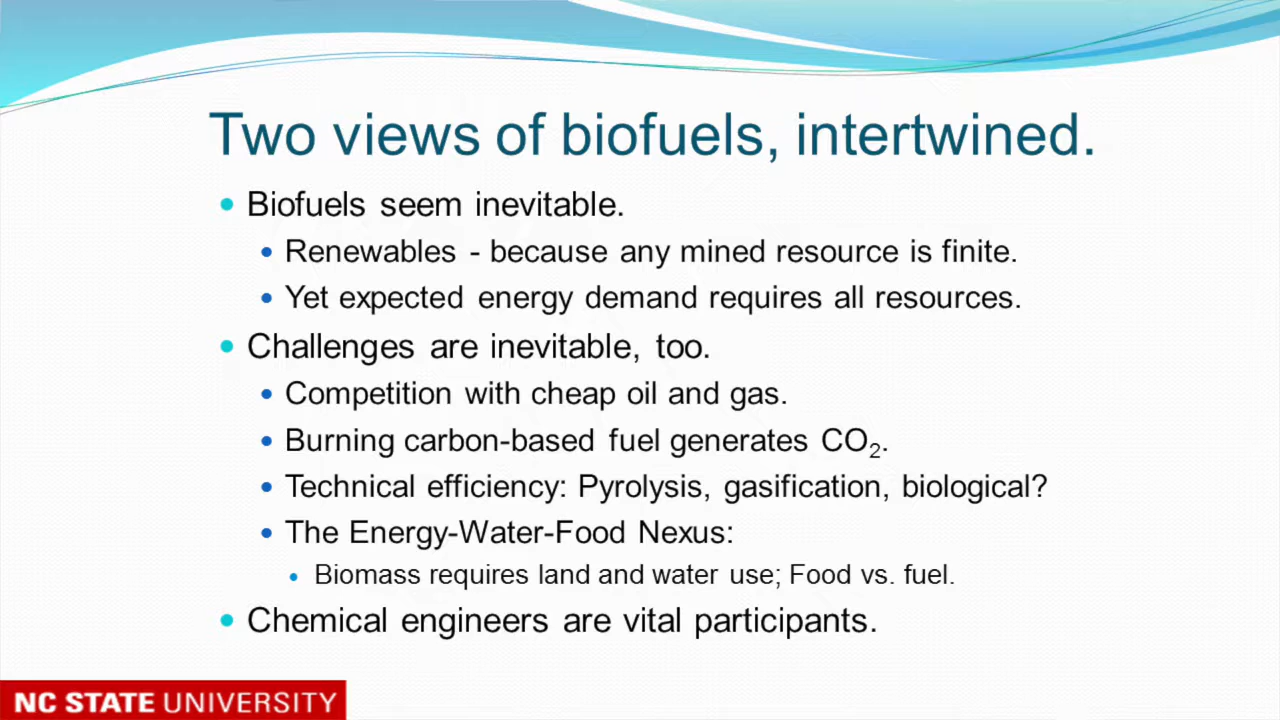 Two views of biofuels, intertwined.
Biofuels seem inevitable.
Renewables - because any mined resource is finite.
Yet expected energy demand requires all resources.
Challenges are inevitable, too.
Competition with cheap oil and gas.
Burning carbon-based fuel generates CO₂.
Technical efficiency: Pyrolysis, gasification, biological?
The Energy-Water-Food Nexus:
Biomass requires land and water use; Food vs. fuel.
Chemical engineers are vital participants.
NC STATE UNIVERSITY